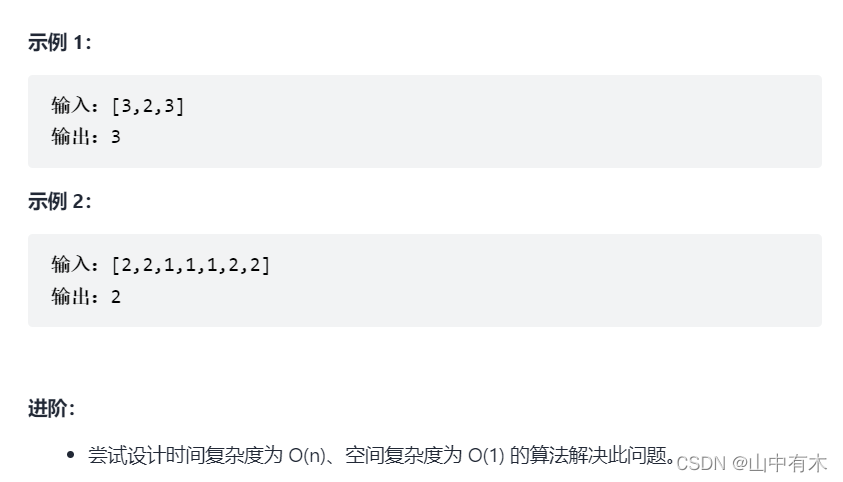 示例 1：
输入：[3,2,3]
输出：3
示例 2：
输入：[2,2,1,1,1,2,2]
输出：2
进阶：
• 尝试设计时间复杂度为 O(n)、空间复杂度为 O(1) 的算法解决此问题。
CSDN @山中有木